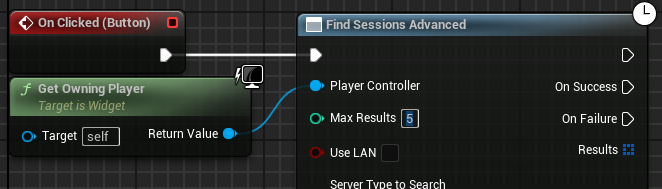 On Clicked (Button)
Find Sessions Advanced
Get Owning Player
Target is Widget
Target self
Return Value
Player Controller
On Success
Max Results 5
On Failure
Use LAN
Results
Server Type to Search